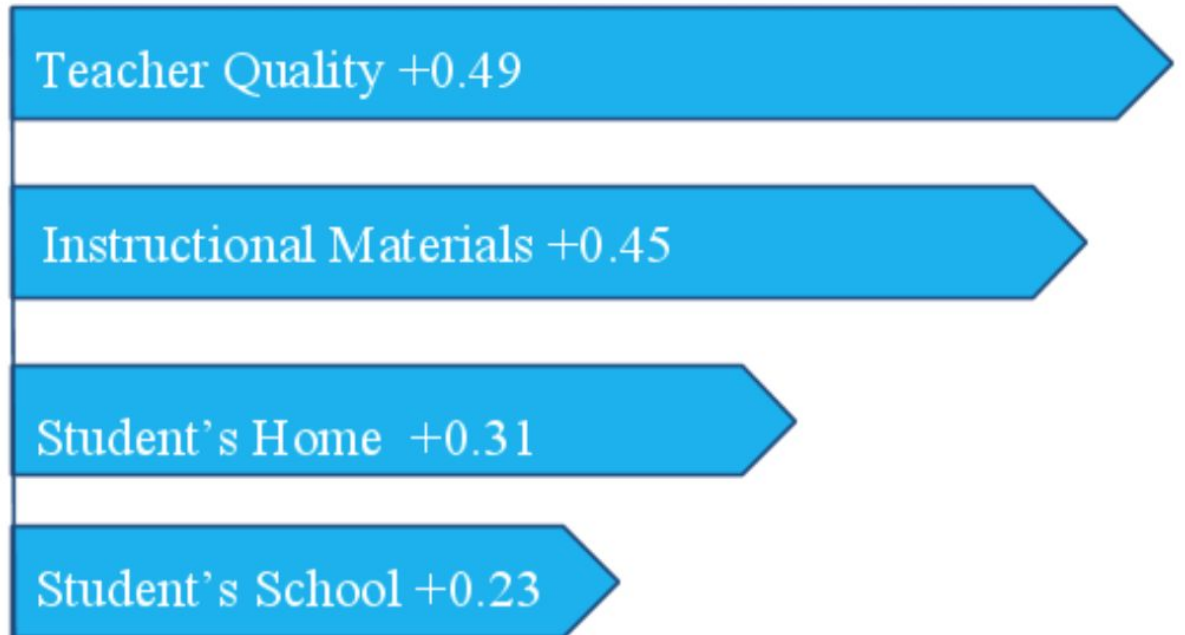 Teacher Quality +0.49
Instructional Materials +0.45
Student’s Home +0.31
Student’s School +0.23